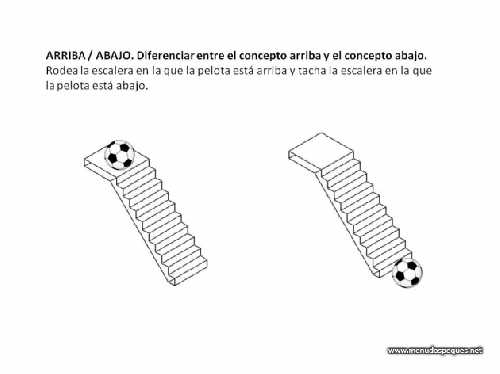 ARRIBA / ABAJO. Diferenciar entre el concepto arriba y el concepto abajo.
Rodea la escalera en la que la pelota está arriba y tacha la escalera en la que
la pelota está abajo.
www.menudospeques.net